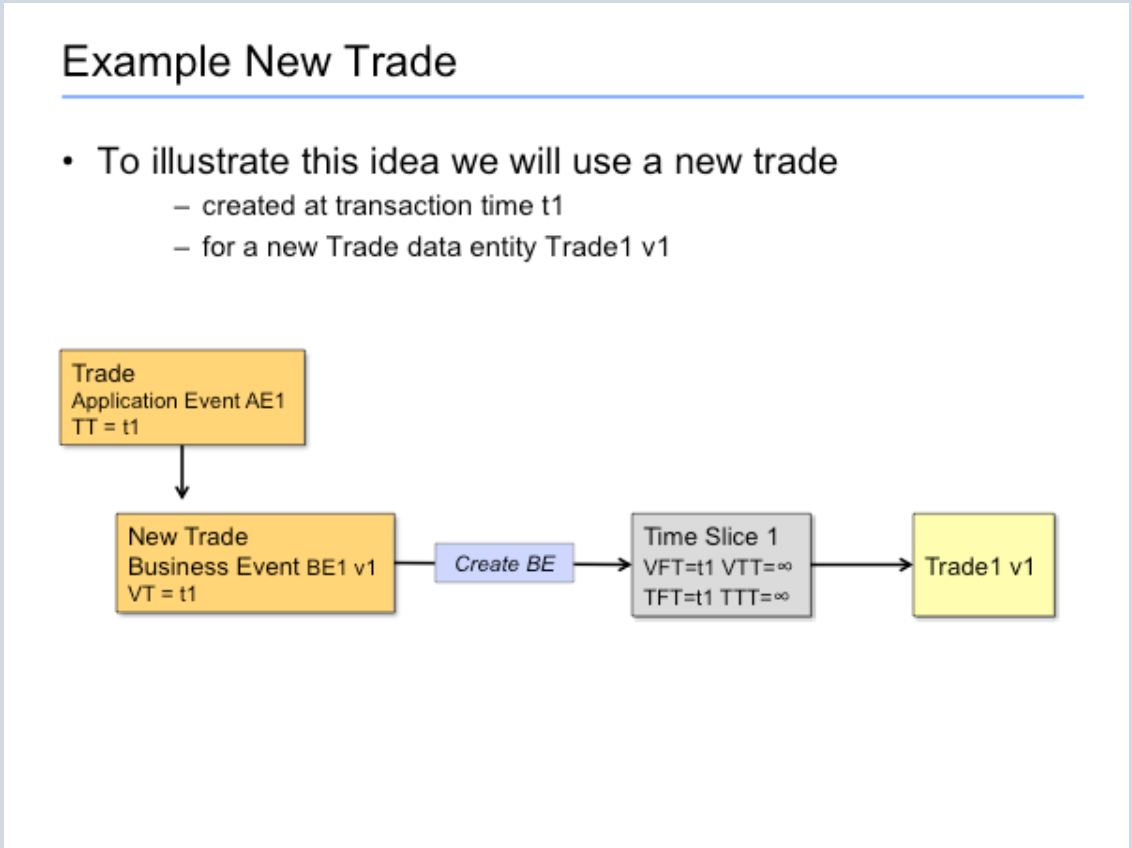 Example New Trade
• To illustrate this idea we will use a new trade
– created at transaction time t1
– for a new Trade data entity Trade1 v1
Trade
Application Event AE1
TT = t1
New Trade
Business Event BE1 v1
VT = t1
Create BE
Time Slice 1
VFT=t1 VTT=∞
TFT=t1 TTT=∞
Trade1 v1